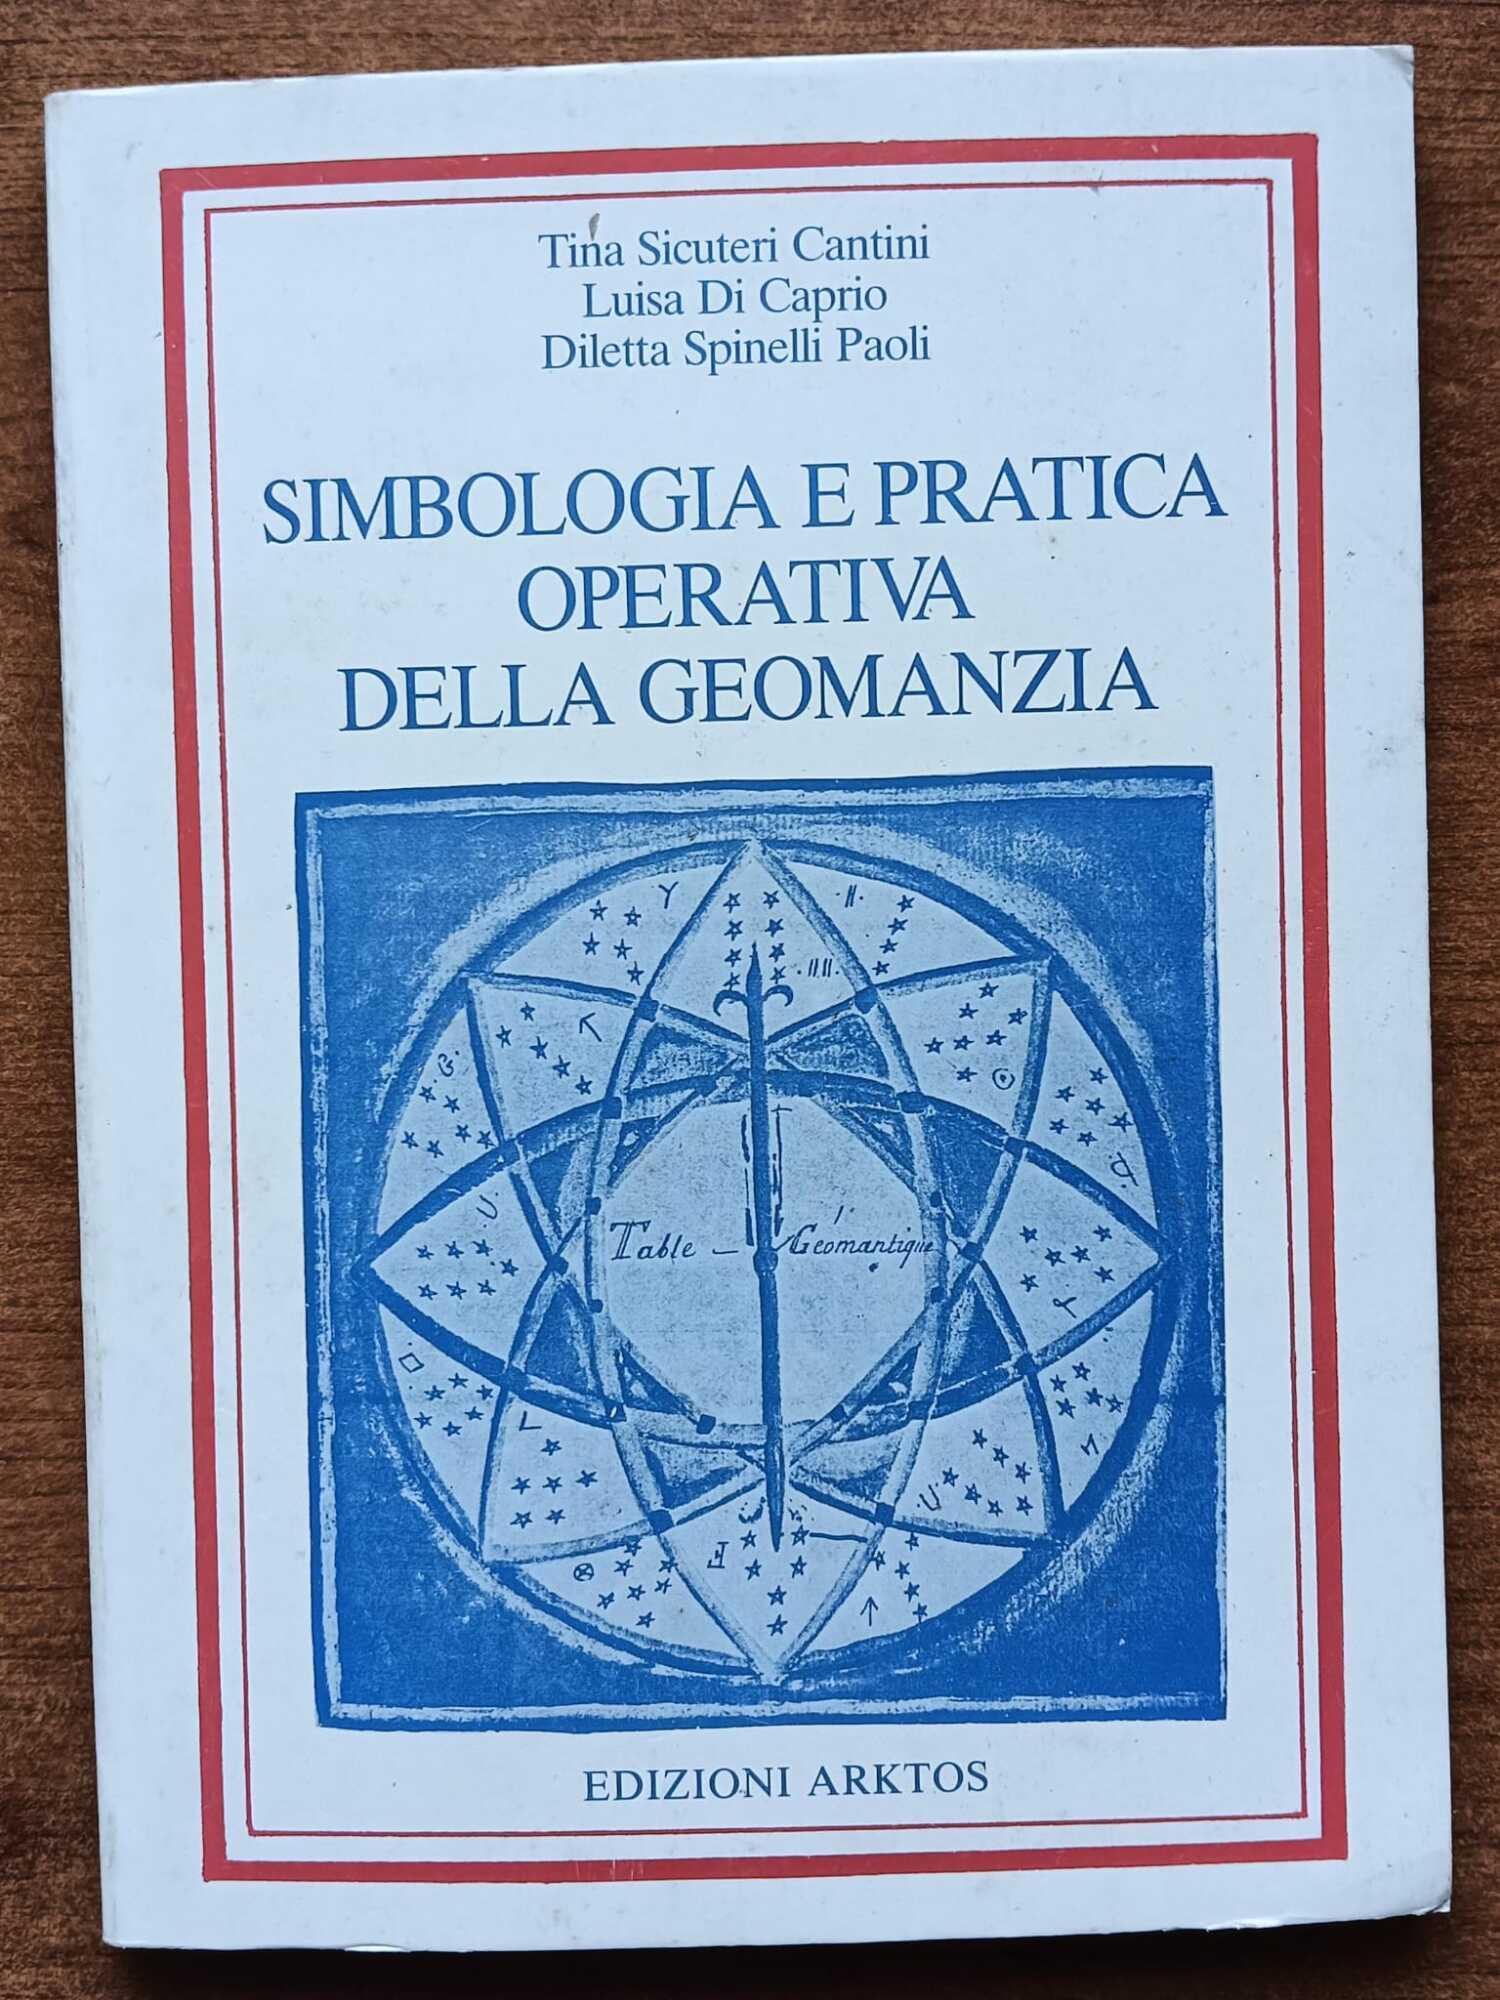 Tina Sicuteri Cantini
Luisa Di Caprio
Diletta Spinelli Paoli
SIMBOLOGIA E PRATICA
OPERATIVA
DELLA GEOMANZIA
Table Geomantique
EDIZIONI ARKTOS